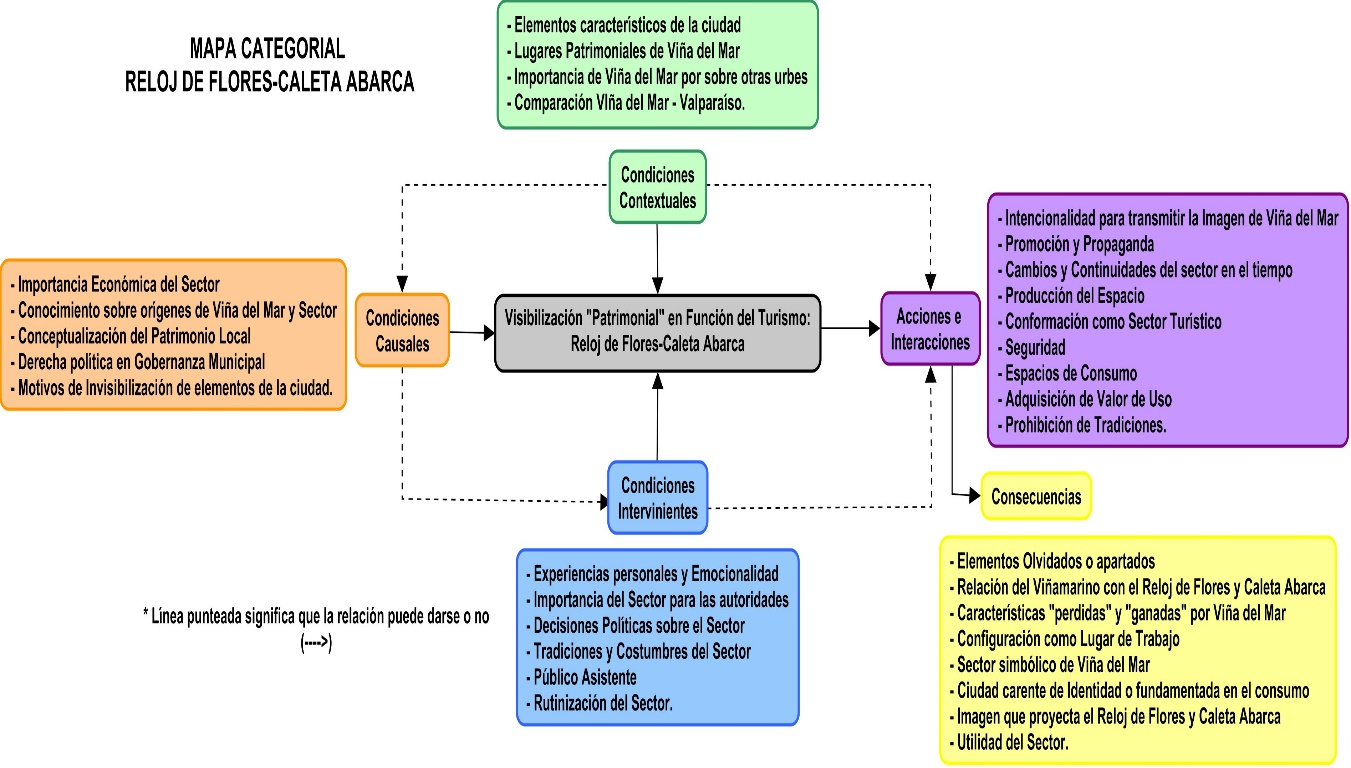 MAPA CATEGORIAL
RELOJ DE FLORES-CALETA ABARCA
- Elementos característicos de la ciudad
- Lugares Patrimoniales de Viña del Mar
- Importancia de Viña del Mar por sobre otras urbes
- Comparación VIña del Mar - Valparaíso.
Condiciones
Contextuales
- Importancia Económica del Sector
- Conocimiento sobre orígenes de Viña del Mar y Sector
- Conceptualización del Patrimonio Local
- Derecha política en Gobernanza Municipal
- Motivos de Invisibilización de elementos de la ciudad.
Condiciones
Causales
Visibilización "Patrimonial" en Función del Turismo:
Reloj de Flores-Caleta Abarca
Acciones e
Interacciones
- Intencionalidad para transmitir la Imagen de Viña del Mar
- Promoción y Propaganda
- Cambios y Continuidades del sector en el tiempo
- Producción del Espacio
- Conformación como Sector Turístico
- Seguridad
- Espacios de Consumo
- Adquisición de Valor de Uso
- Prohibición de Tradiciones.
Condiciones
Intervinientes
- Experiencias personales y Emocionalidad
- Importancia del Sector para las autoridades
- Decisiones Políticas sobre el Sector
- Tradiciones y Costumbres del Sector
- Público Asistente
- Rutinización del Sector.
Consecuencias
- Elementos Olvidados o apartados
- Relación del Viñamarino con el Reloj de Flores y Caleta Abarca
- Características "perdidas" y "ganadas" por Viña del Mar
- Configuración como Lugar de Trabajo
- Sector simbólico de Viña del Mar
- Ciudad carente de Identidad o fundamentada en el consumo
- Imagen que proyecta el Reloj de Flores y Caleta Abarca
- Utilidad del Sector.
* Línea punteada significa que la relación puede darse o no
(---->)